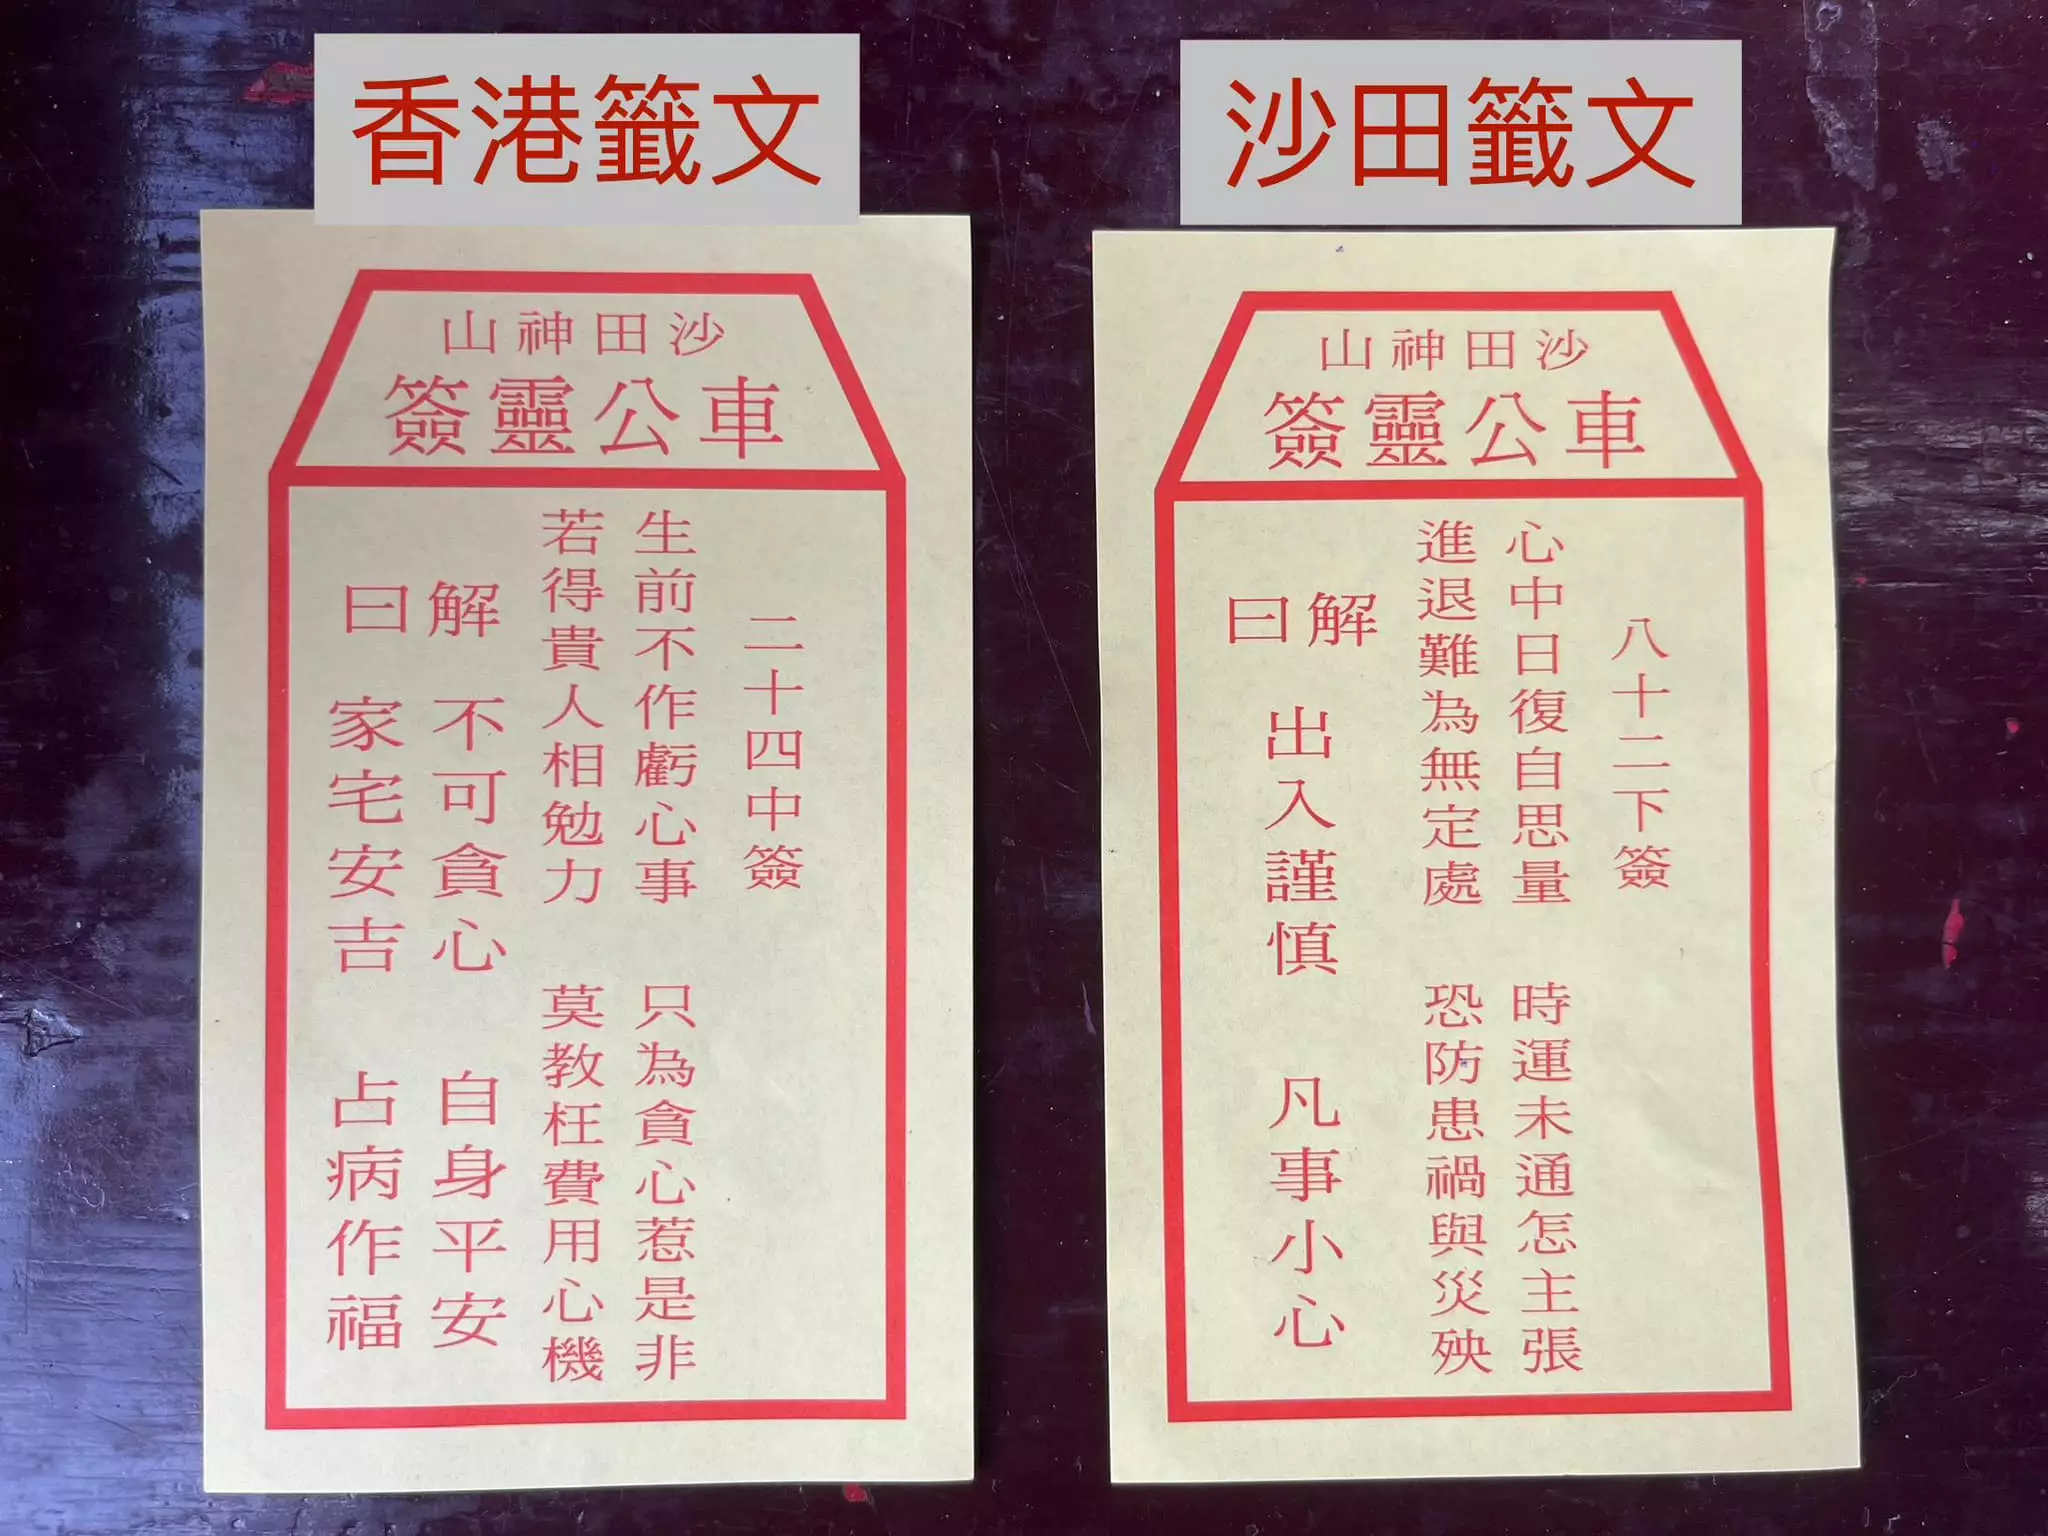 香港籤文
沙田神山
車公靈簽
二十四中簽
生前不作虧心事 只為貪心惹是非
若得貴人相勉力 莫教枉費用心機
解曰
不可貪心 自身平安
家宅安吉 占病作福
沙田籤文
沙田神山
車公靈簽
八十二下簽
心中日復自思量 時運未通怎主張
進退難為無定處 恐防患禍與災殃
解曰
出入謹慎 凡事小心